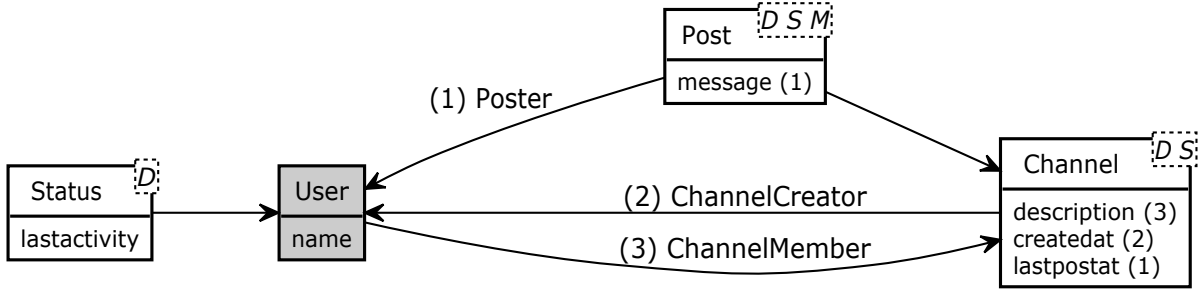 Post
D S M
message (1)
(1) Poster
Channel
D S
description (3)
createdat (2)
lastpostat (1)
Status
D
lastactivity
User
name
(2) ChannelCreator
(3) ChannelMember